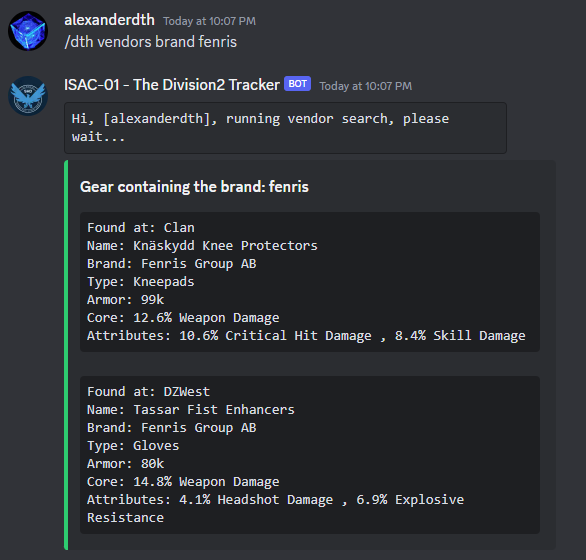 alexanderdth Today at 10:07 PM
/dth vendors brand fenris
ISAC-01 - The Division2 Tracker BOT Today at 10:07 PM
Hi, [alexanderdth], running vendor search, please
wait...
Gear containing the brand: fenris
Found at: Clan
Name: Knäskydd Knee Protectors
Brand: Fenris Group AB
Type: Kneepads
Armor: 99k
Core: 12.6% Weapon Damage
Attributes: 10.6% Critical Hit Damage , 8.4% Skill Damage
Found at: DZWest
Name: Tassar Fist Enhancers
Brand: Fenris Group AB
Type: Gloves
Armor: 80k
Core: 14.8% Weapon Damage
Attributes: 4.1% Headshot Damage , 6.9% Explosive
Resistance